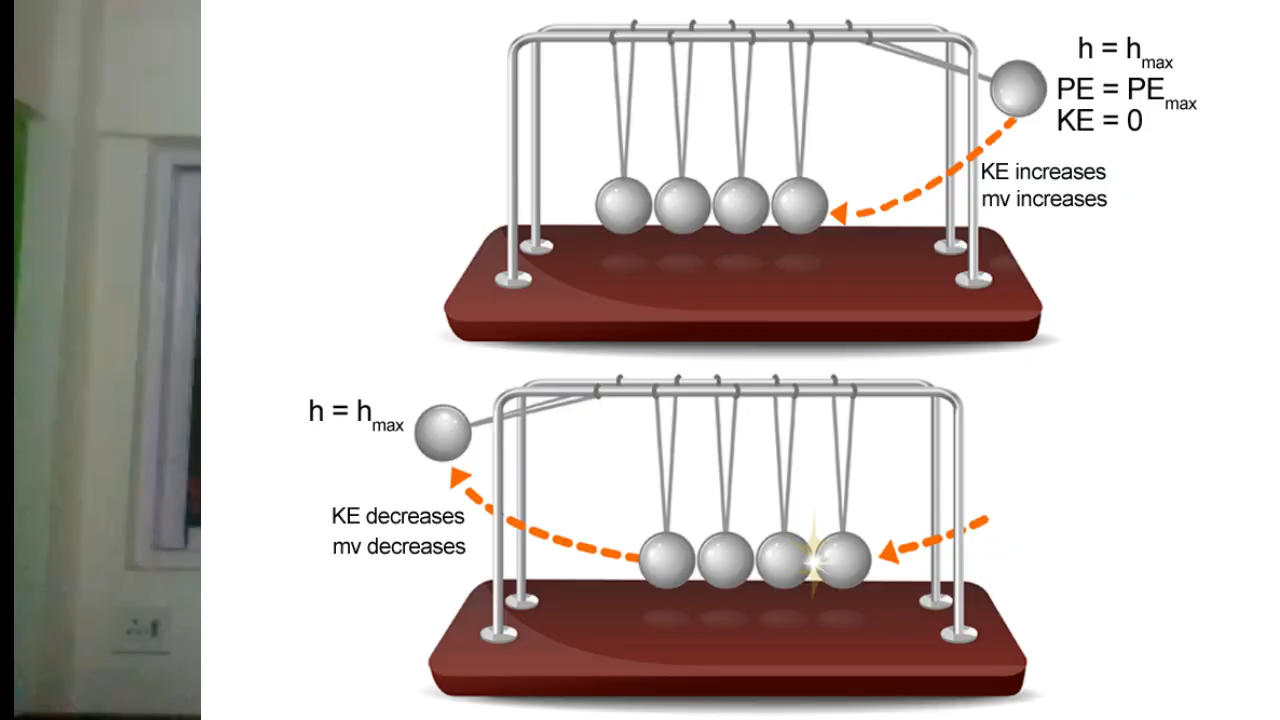 h = hmax
PE = PEmax
KE = 0
KE increases
mv increases
h = hmax
KE decreases
mv decreases